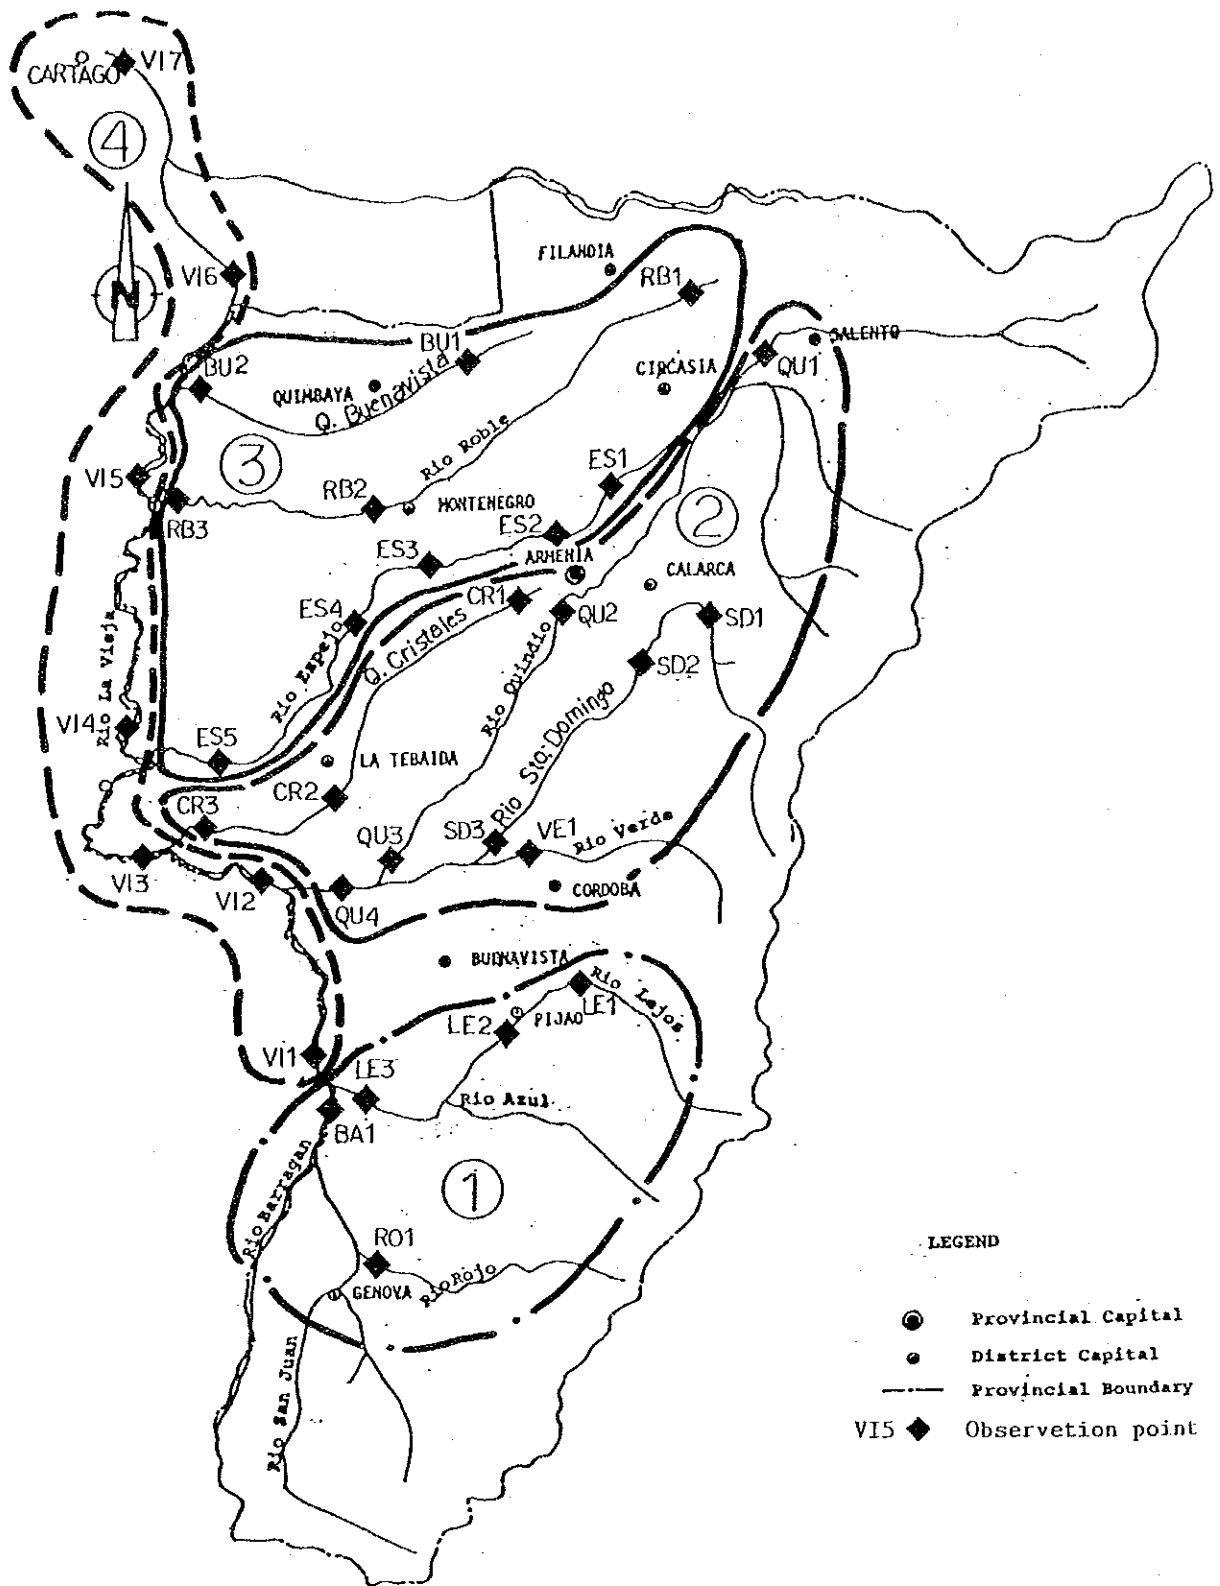 VI7
CARTAGO
4
N
VI6
FILANDIA
RB1
SALENTO
QU1
BU1
BU2
QUIMBAYA
Q. Buenavista
CIRCASIA
3
Rio Roble
VI5
RB3
RB2
MONTENEGRO
ES1
ES2
2
ES3
ARMENIA
CALARCA
CR1
QU2
SD1
ES4
Q. Cristales
SD2
Rio La Vieja
Rio Espejo
Rio Quindio
Rio Sto. Domingo
VI4
ES5
LA TEBAIDA
CR2
CR3
QU3
SD3
VE1
Rio Verde
VI3
VI2
QU4
CORDOBA
BUENAVISTA
Rio Lejos
LE1
LE2
PIJAO
VI1
LE3
Rio Azul
BA1
Rio Barragan
1
RO1
Rio Rojo
GENOVA
Rio San Juan
LEGEND
Provincial Capital
District Capital
Provincial Boundary
VI5 Observetion point